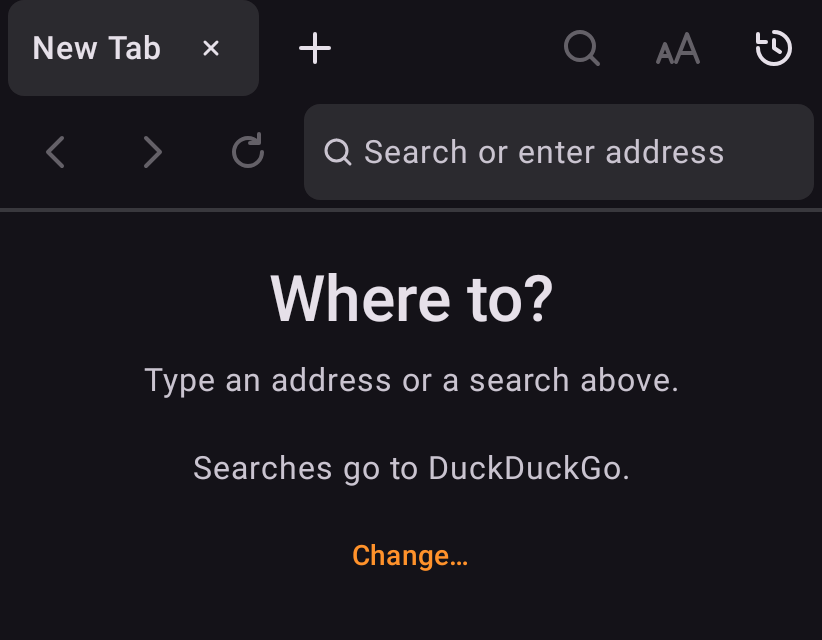 New Tab
Search or enter address
Where to?
Type an address or a search above.
Searches go to DuckDuckGo.
Change…